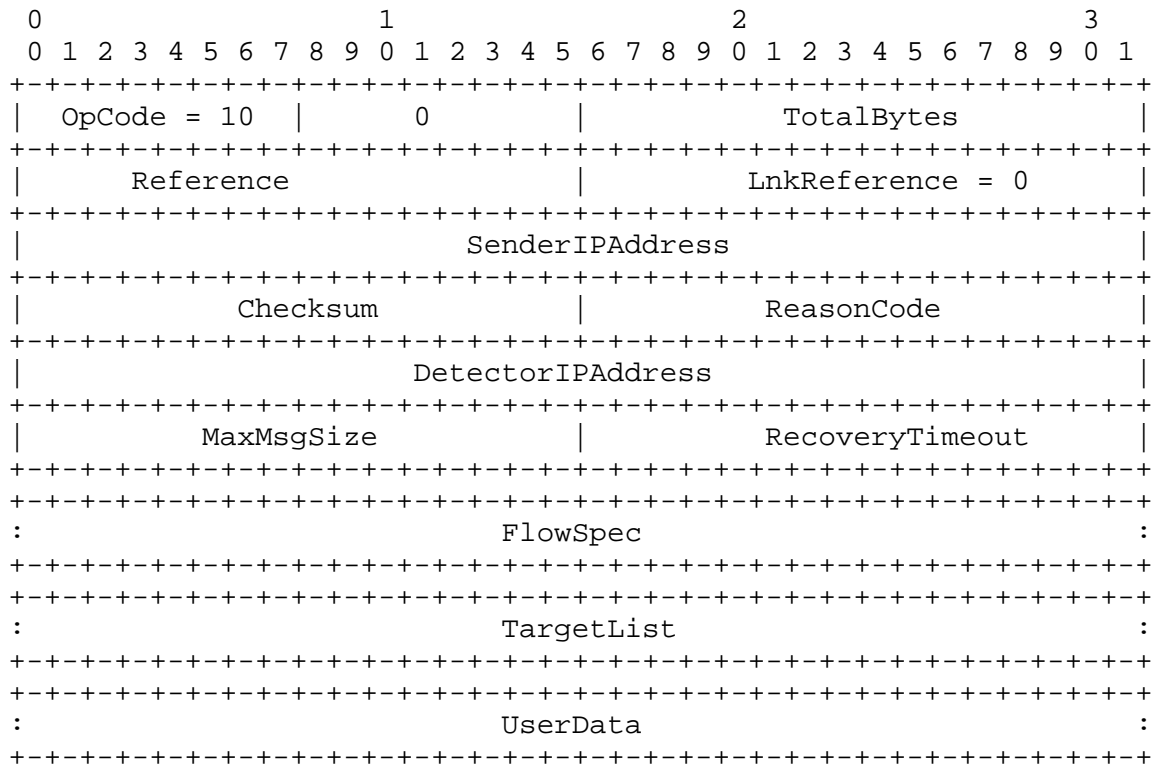 0                   1                   2                   3
 0 1 2 3 4 5 6 7 8 9 0 1 2 3 4 5 6 7 8 9 0 1 2 3 4 5 6 7 8 9 0 1
+-+-+-+-+-+-+-+-+-+-+-+-+-+-+-+-+-+-+-+-+-+-+-+-+-+-+-+-+-+-+-+-+
|  OpCode = 10  |      0        |           TotalBytes          |
+-+-+-+-+-+-+-+-+-+-+-+-+-+-+-+-+-+-+-+-+-+-+-+-+-+-+-+-+-+-+-+-+
|      Reference                |         LnkReference = 0      |
+-+-+-+-+-+-+-+-+-+-+-+-+-+-+-+-+-+-+-+-+-+-+-+-+-+-+-+-+-+-+-+-+
|                         SenderIPAddress                       |
+-+-+-+-+-+-+-+-+-+-+-+-+-+-+-+-+-+-+-+-+-+-+-+-+-+-+-+-+-+-+-+-+
|            Checksum           |          ReasonCode           |
+-+-+-+-+-+-+-+-+-+-+-+-+-+-+-+-+-+-+-+-+-+-+-+-+-+-+-+-+-+-+-+-+
|                      DetectorIPAddress                        |
+-+-+-+-+-+-+-+-+-+-+-+-+-+-+-+-+-+-+-+-+-+-+-+-+-+-+-+-+-+-+-+-+
|          MaxMsgSize           |          RecoveryTimeout      |
+-+-+-+-+-+-+-+-+-+-+-+-+-+-+-+-+-+-+-+-+-+-+-+-+-+-+-+-+-+-+-+-+
+-+-+-+-+-+-+-+-+-+-+-+-+-+-+-+-+-+-+-+-+-+-+-+-+-+-+-+-+-+-+-+-+
:                           FlowSpec                            :
+-+-+-+-+-+-+-+-+-+-+-+-+-+-+-+-+-+-+-+-+-+-+-+-+-+-+-+-+-+-+-+-+
+-+-+-+-+-+-+-+-+-+-+-+-+-+-+-+-+-+-+-+-+-+-+-+-+-+-+-+-+-+-+-+-+
:                           TargetList                          :
+-+-+-+-+-+-+-+-+-+-+-+-+-+-+-+-+-+-+-+-+-+-+-+-+-+-+-+-+-+-+-+-+
+-+-+-+-+-+-+-+-+-+-+-+-+-+-+-+-+-+-+-+-+-+-+-+-+-+-+-+-+-+-+-+-+
:                           UserData                            :
+-+-+-+-+-+-+-+-+-+-+-+-+-+-+-+-+-+-+-+-+-+-+-+-+-+-+-+-+-+-+-+-+